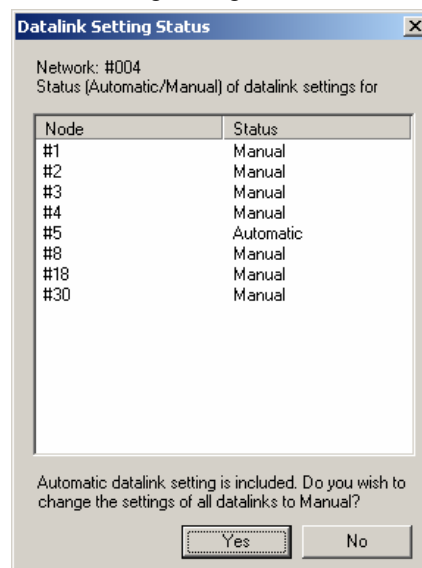 Datalink Setting Status
Network: #004
Status (Automatic/Manual) of datalink settings for
Node Status
#1 Manual
#2 Manual
#3 Manual
#4 Manual
#5 Automatic
#8 Manual
#18 Manual
#30 Manual
Automatic datalink setting is included. Do you wish to
change the settings of all datalinks to Manual?
Yes No